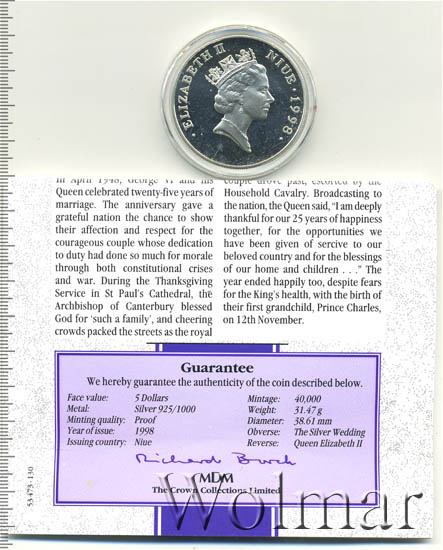 ELIZABETH II NIUE · 1998 ·
in April 1948, George VI and his
Queen celebrated twenty-five years of
marriage. The anniversary gave a
grateful nation the chance to show
their affection and respect for the
courageous couple whose dedication
to duty had done so much for morale
through both constitutional crises
and war. During the Thanksgiving
Service in St Paul's Cathedral, the
Archbishop of Canterbury blessed
God for 'such a family', and cheering
crowds packed the streets as the royal
couple drove past, escorted by the
Household Cavalry. Broadcasting to
the nation, the Queen said, "I am deeply
thankful for our 25 years of happiness
together, for the opportunities we
have been given of sercive to our
beloved country and for the blessings
of our home and children . . ." The
year ended happily too, despite fears
for the King's health, with the birth of
their first grandchild, Prince Charles,
on 12th November.
Guarantee
We hereby guarantee the authenticity of the coin described below.
Face value: 5 Dollars
Metal: Silver 925/1000
Minting quality: Proof
Year of issue: 1998
Issuing country: Niue
Mintage: 40,000
Weight: 31.47 g
Diameter: 38.61 mm
Obverse: The Silver Wedding
Reverse: Queen Elizabeth II
Richard Burch
MDM
The Crown Collections Limited
53473-130
Wolmar